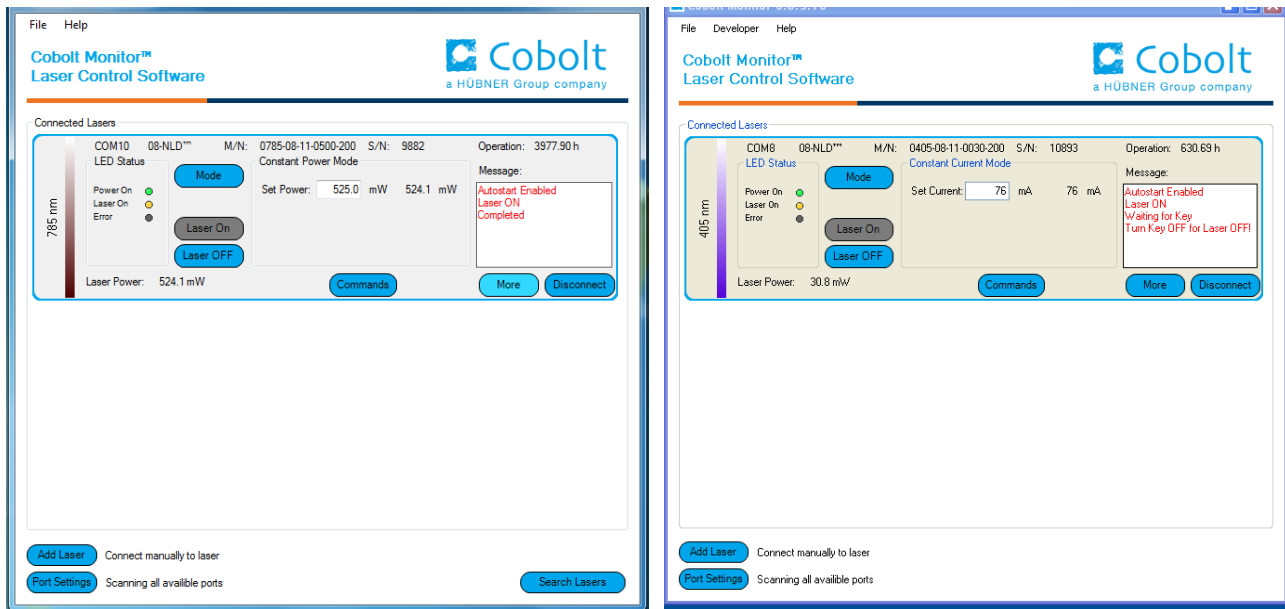 File Help
Cobolt Monitor™
Laser Control Software
Cobolt
a HÜBNER Group company
Connected Lasers
COM10 08-NLD™ M/N: 0785-08-11-0500-200 S/N: 9882 Operation: 3977.90 h
LED Status
Mode
Constant Power Mode
Message:
Power On
Laser On
Error
Set Power: 525.0 mW 524.1 mW
Autostart Enabled
Laser ON
Completed
785 nm
Laser On
Laser OFF
Laser Power: 524.1 mW
Commands
More
Disconnect
Add Laser Connect manually to laser
Port Settings Scanning all availible ports
Search Lasers
File Developer Help
Cobolt Monitor™
Laser Control Software
Cobolt
a HÜBNER Group company
Connected Lasers
COM8 08-NLD™ M/N: 0405-08-11-0030-200 S/N: 10893 Operation: 630.69 h
LED Status
Mode
Constant Current Mode
Message:
Power On
Laser On
Error
Set Current: 76 mA 76 mA
Autostart Enabled
Laser ON
Waiting for Key
Turn Key OFF for Laser OFF!
405 nm
Laser On
Laser OFF
Laser Power: 30.8 mW
Commands
More
Disconnect
Add Laser Connect manually to laser
Port Settings Scanning all availible ports